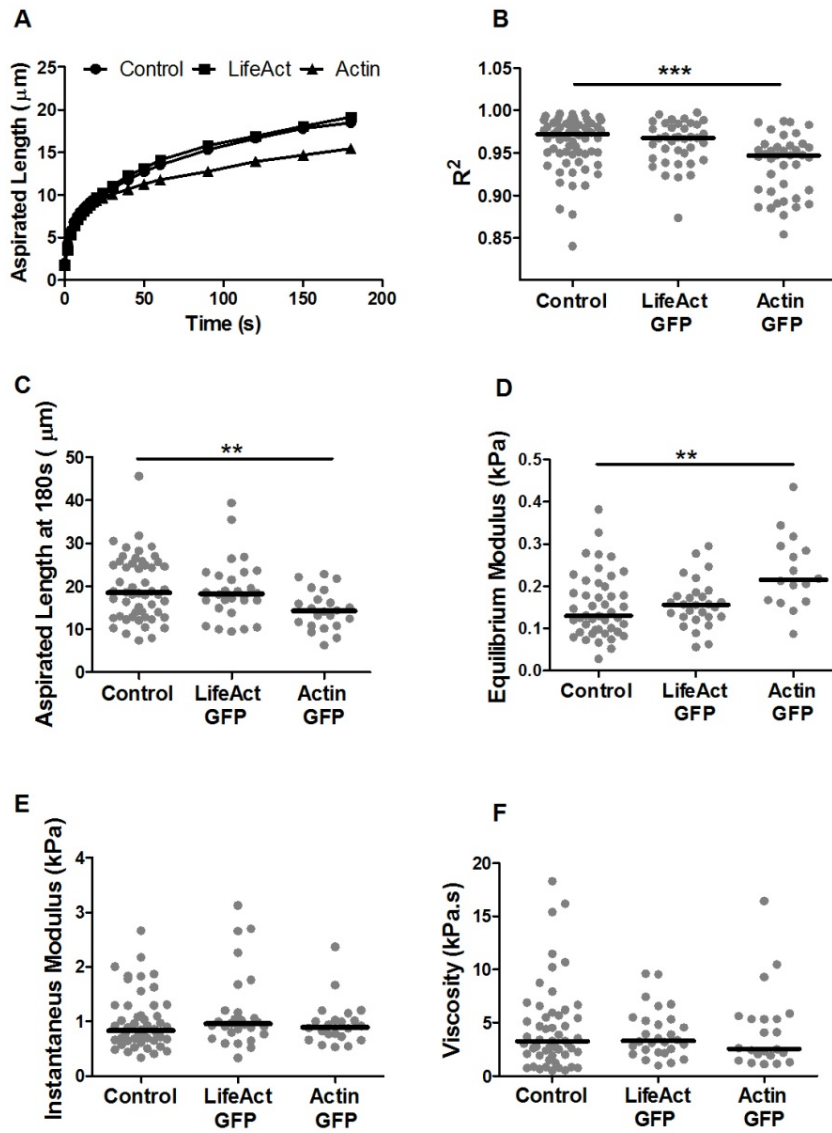 A
Control LifeAct Actin
Aspirated Length ( μm)
25
20
15
10
5
0
0 50 100 150 200
Time (s)
B
***
R2
1.05
1.00
0.95
0.90
0.85
Control LifeAct Actin
GFP GFP
C
**
Aspirated Length at 180s ( μm)
50
40
30
20
10
0
Control LifeAct Actin
GFP GFP
D
**
Equilibrium Modulus (kPa)
0.5
0.4
0.3
0.2
0.1
0.0
Control LifeAct Actin
GFP GFP
E
Instantaneus Modulus (kPa)
4
3
2
1
0
Control LifeAct Actin
GFP GFP
F
Viscosity (kPa.s)
20
15
10
5
0
Control LifeAct Actin
GFP GFP